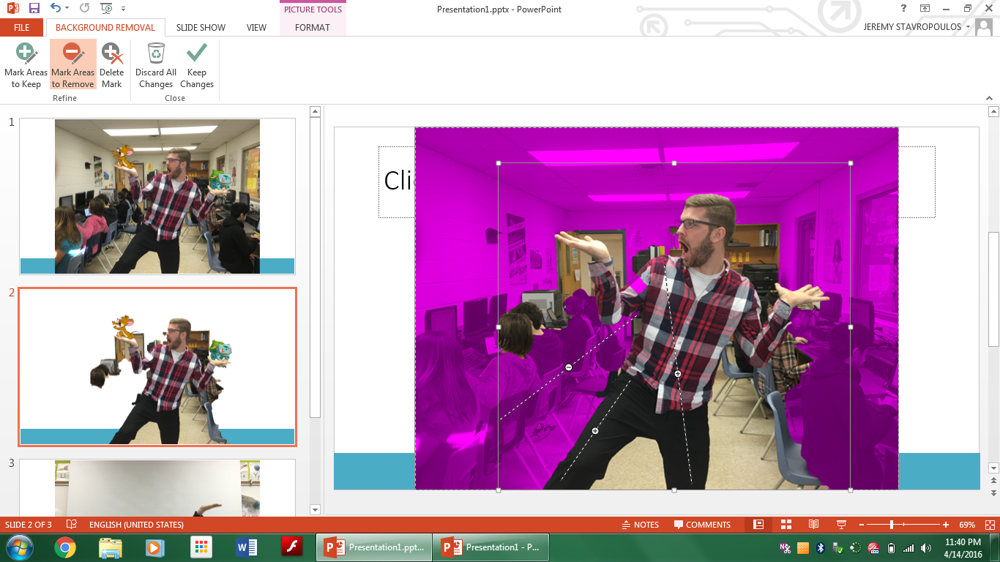 PICTURE TOOLS
Presentation1.pptx - PowerPoint
?
FILE
BACKGROUND REMOVAL
SLIDE SHOW
VIEW
FORMAT
JEREMY STAVROPOULOS
Mark Areas
to Keep
Mark Areas
to Remove
Delete
Mark
Discard All
Changes
Keep
Changes
Refine
Close
1
2
3
Clic
SLIDE 2 OF 3
ENGLISH (UNITED STATES)
NOTES
COMMENTS
69%
Presentation1.ppt...
Presentation1 - P...
11:40 PM
4/14/2016